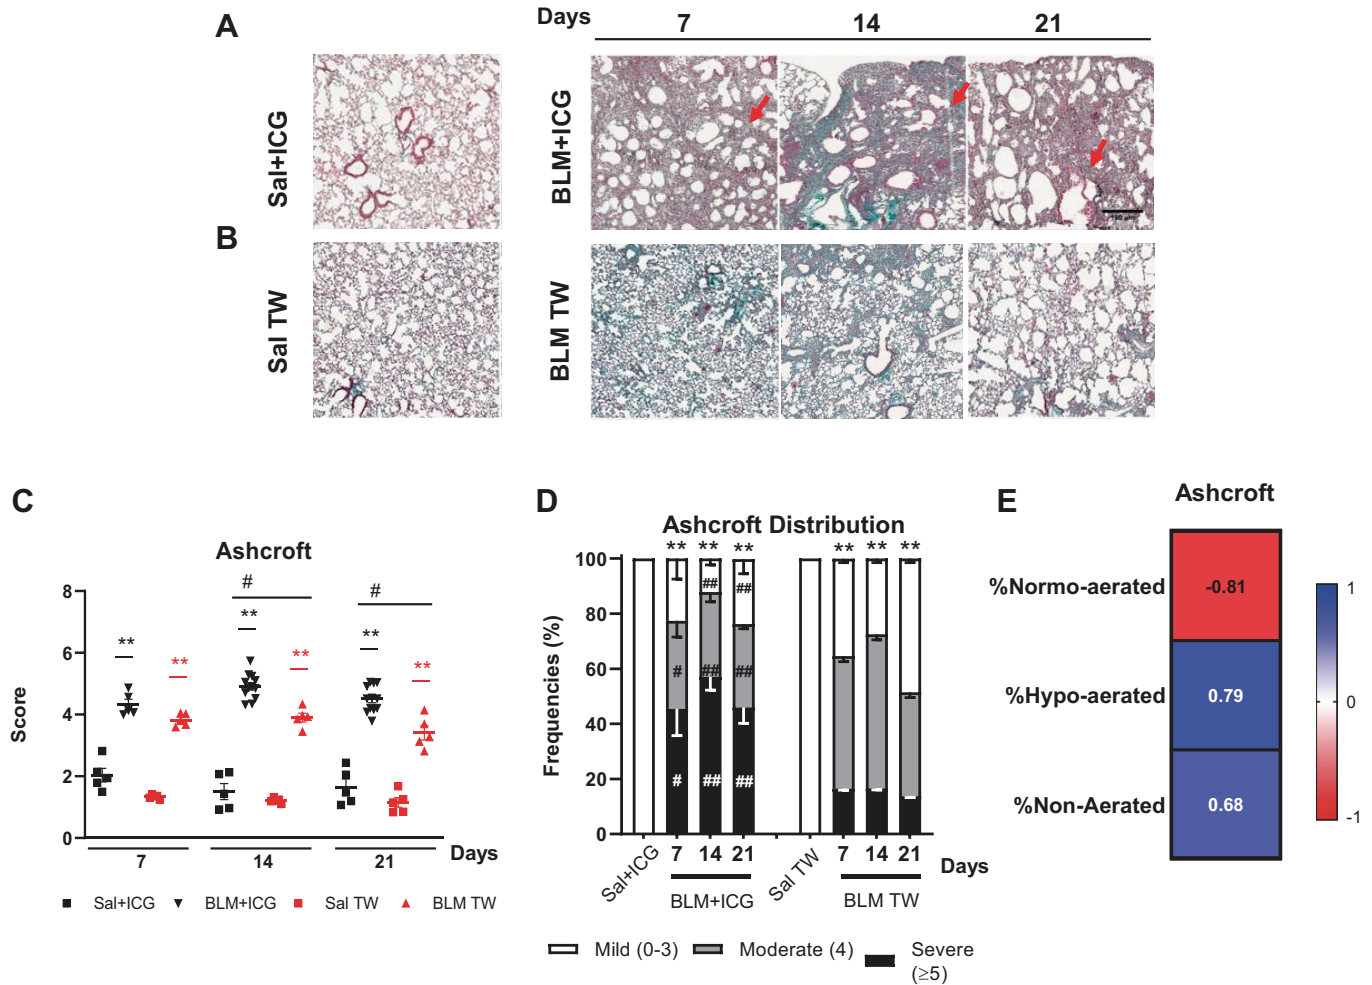 A
Days 7 14 21
Sal+ICG
BLM+ICG
B
Sal TW
BLM TW
C
Ashcroft
Score
8
6
4
2
0
# #
** ** ** ** ** **
7 14 21 Days
Sal+ICG BLM+ICG Sal TW BLM TW
D
Ashcroft Distribution
Frequencies (%)
100
80
60
40
20
0
** ** ** ** ** **
## ##
# ## ##
# ## ##
Sal+ICG 7 14 21 Sal TW 7 14 21 Days
BLM+ICG BLM TW
Mild (0-3) Moderate (4) Severe
(≥5)
E
Ashcroft
%Normo-aerated -0.81
%Hypo-aerated 0.79
%Non-Aerated 0.68
1
0
-1